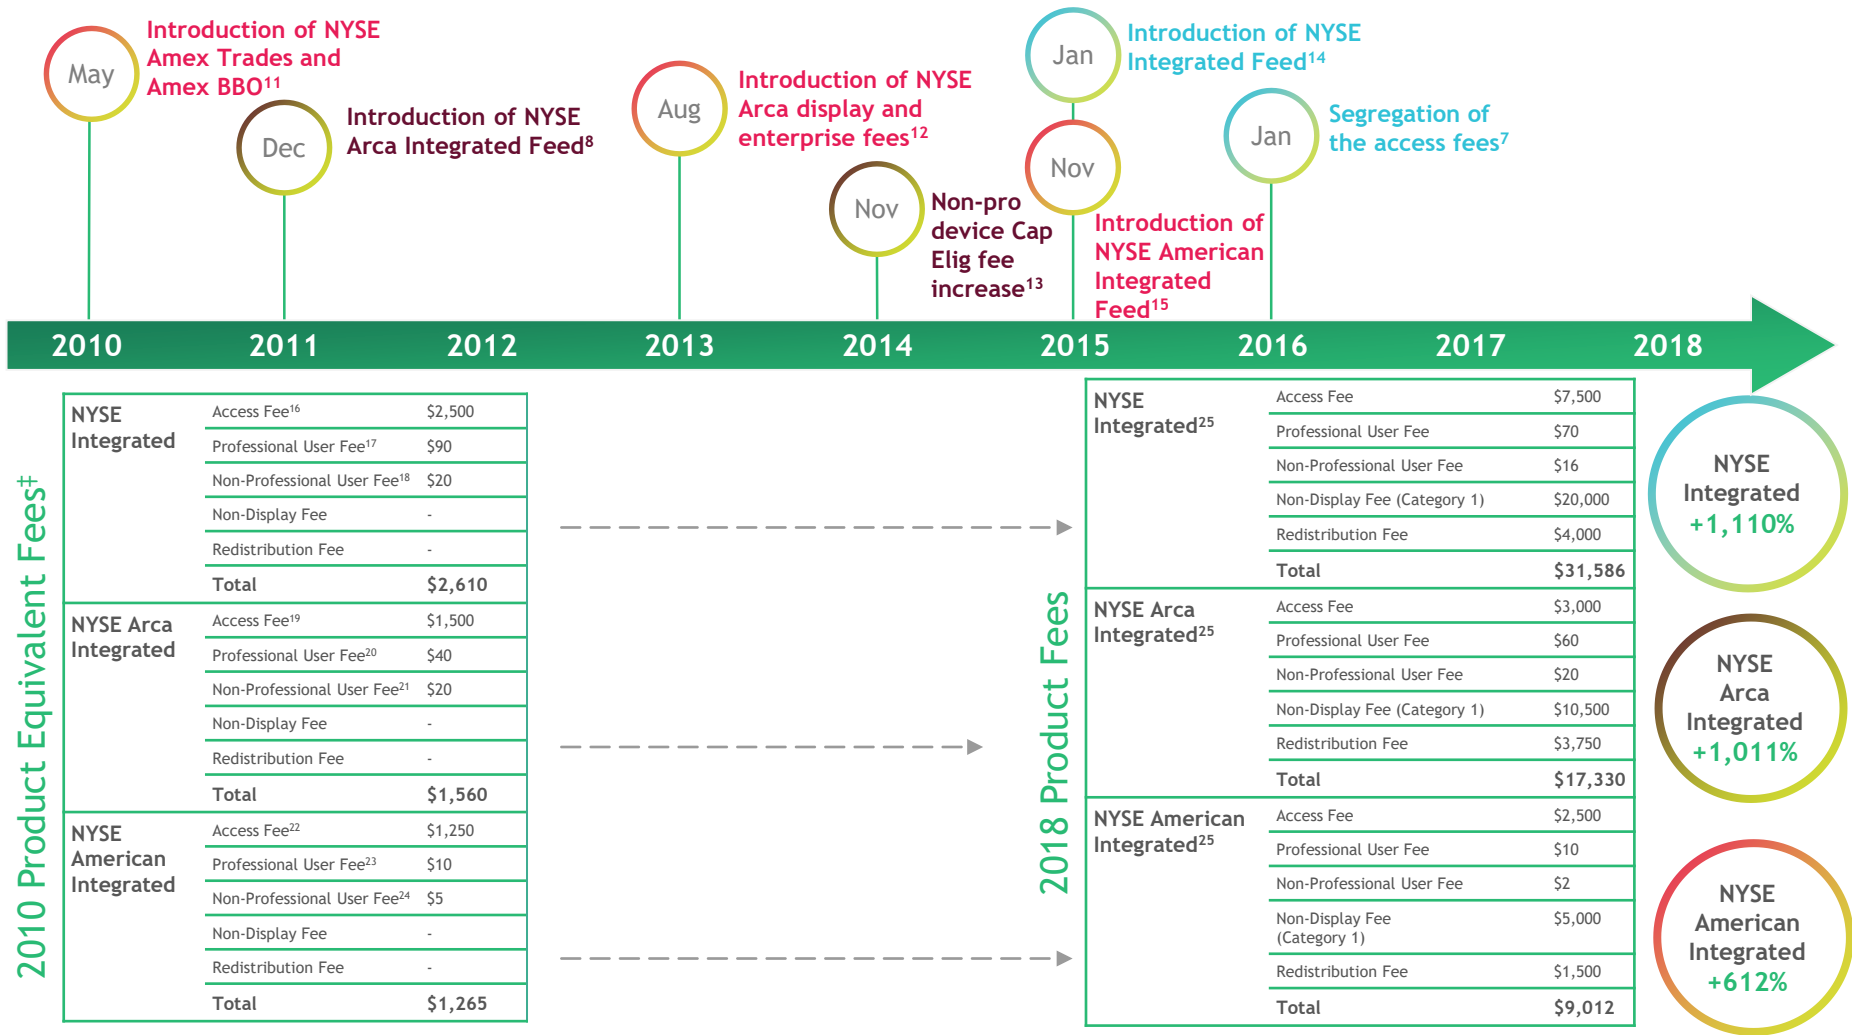 May
Introduction of NYSE
Amex Trades and
Amex BBO11
Dec
Introduction of NYSE
Arca Integrated Feed8
Aug
Introduction of NYSE
Arca display and
enterprise fees12
Nov
Non-pro
device Cap
Elig fee
increase13
Jan
Introduction of NYSE
Integrated Feed14
Nov
Introduction of
NYSE American
Integrated
Feed15
Jan
Segregation of
the access fees7
2010 2011 2012 2013 2014 2015 2016 2017 2018
2010 Product Equivalent Fees‡
NYSE
Integrated
Access Fee16 $2,500
Professional User Fee17 $90
Non-Professional User Fee18 $20
Non-Display Fee -
Redistribution Fee -
Total $2,610
NYSE Arca
Integrated
Access Fee19 $1,500
Professional User Fee20 $40
Non-Professional User Fee21 $20
Non-Display Fee -
Redistribution Fee -
Total $1,560
NYSE
American
Integrated
Access Fee22 $1,250
Professional User Fee23 $10
Non-Professional User Fee24 $5
Non-Display Fee -
Redistribution Fee -
Total $1,265
2018 Product Fees
NYSE
Integrated25
Access Fee $7,500
Professional User Fee $70
Non-Professional User Fee $16
Non-Display Fee (Category 1) $20,000
Redistribution Fee $4,000
Total $31,586
NYSE Arca
Integrated25
Access Fee $3,000
Professional User Fee $60
Non-Professional User Fee $20
Non-Display Fee (Category 1) $10,500
Redistribution Fee $3,750
Total $17,330
NYSE American
Integrated25
Access Fee $2,500
Professional User Fee $10
Non-Professional User Fee $2
Non-Display Fee $5,000
(Category 1)
Redistribution Fee $1,500
Total $9,012
NYSE
Integrated
+1,110%
NYSE
Arca
Integrated
+1,011%
NYSE
American
Integrated
+612%